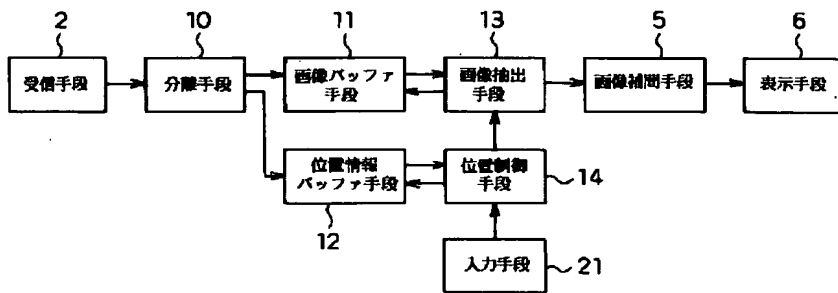 2
10
11
13
5
6
受信手段
分離手段
画像バッファ
手段
画像抽出
手段
画像補間手段
表示手段
位置情報
バッファ手段
位置制御
手段
12
14
入力手段
21